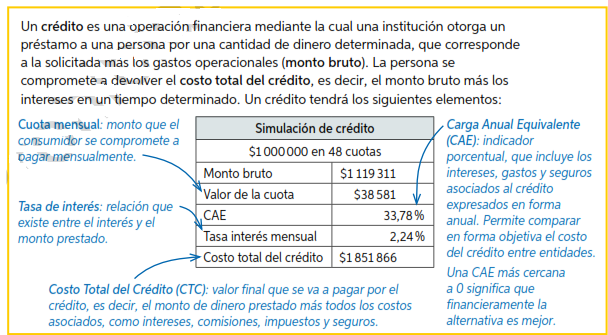 Un crédito es una operación financiera mediante la cual una institución otorga un
préstamo a una persona por una cantidad de dinero determinada, que corresponde
a la solicitada más los gastos operacionales (monto bruto). La persona se
compromete a devolver el costo total del crédito, es decir, el monto bruto más los
intereses en un tiempo determinado. Un crédito tendrá los siguientes elementos:
Cuota mensual: monto que el
consumidor se compromete a
pagar mensualmente.
Tasa de interés: relación que
existe entre el interés y el
monto prestado.
Simulación de crédito
$1 000 000 en 48 cuotas
Monto bruto $1 119 311
Valor de la cuota $38 581
CAE 33,78 %
Tasa interés mensual 2,24 %
Costo total del crédito $1 851 866
Carga Anual Equivalente
(CAE): indicador
porcentual, que incluye los
intereses, gastos y seguros
asociados al crédito
expresados en forma
anual. Permite comparar
en forma objetiva el costo
del crédito entre entidades.
Una CAE más cercana
a 0 significa que
financieramente la
alternativa es mejor.
Costo Total del Crédito (CTC): valor final que se va a pagar por el
crédito, es decir, el monto de dinero prestado más todos los costos
asociados, como intereses, comisiones, impuestos y seguros.